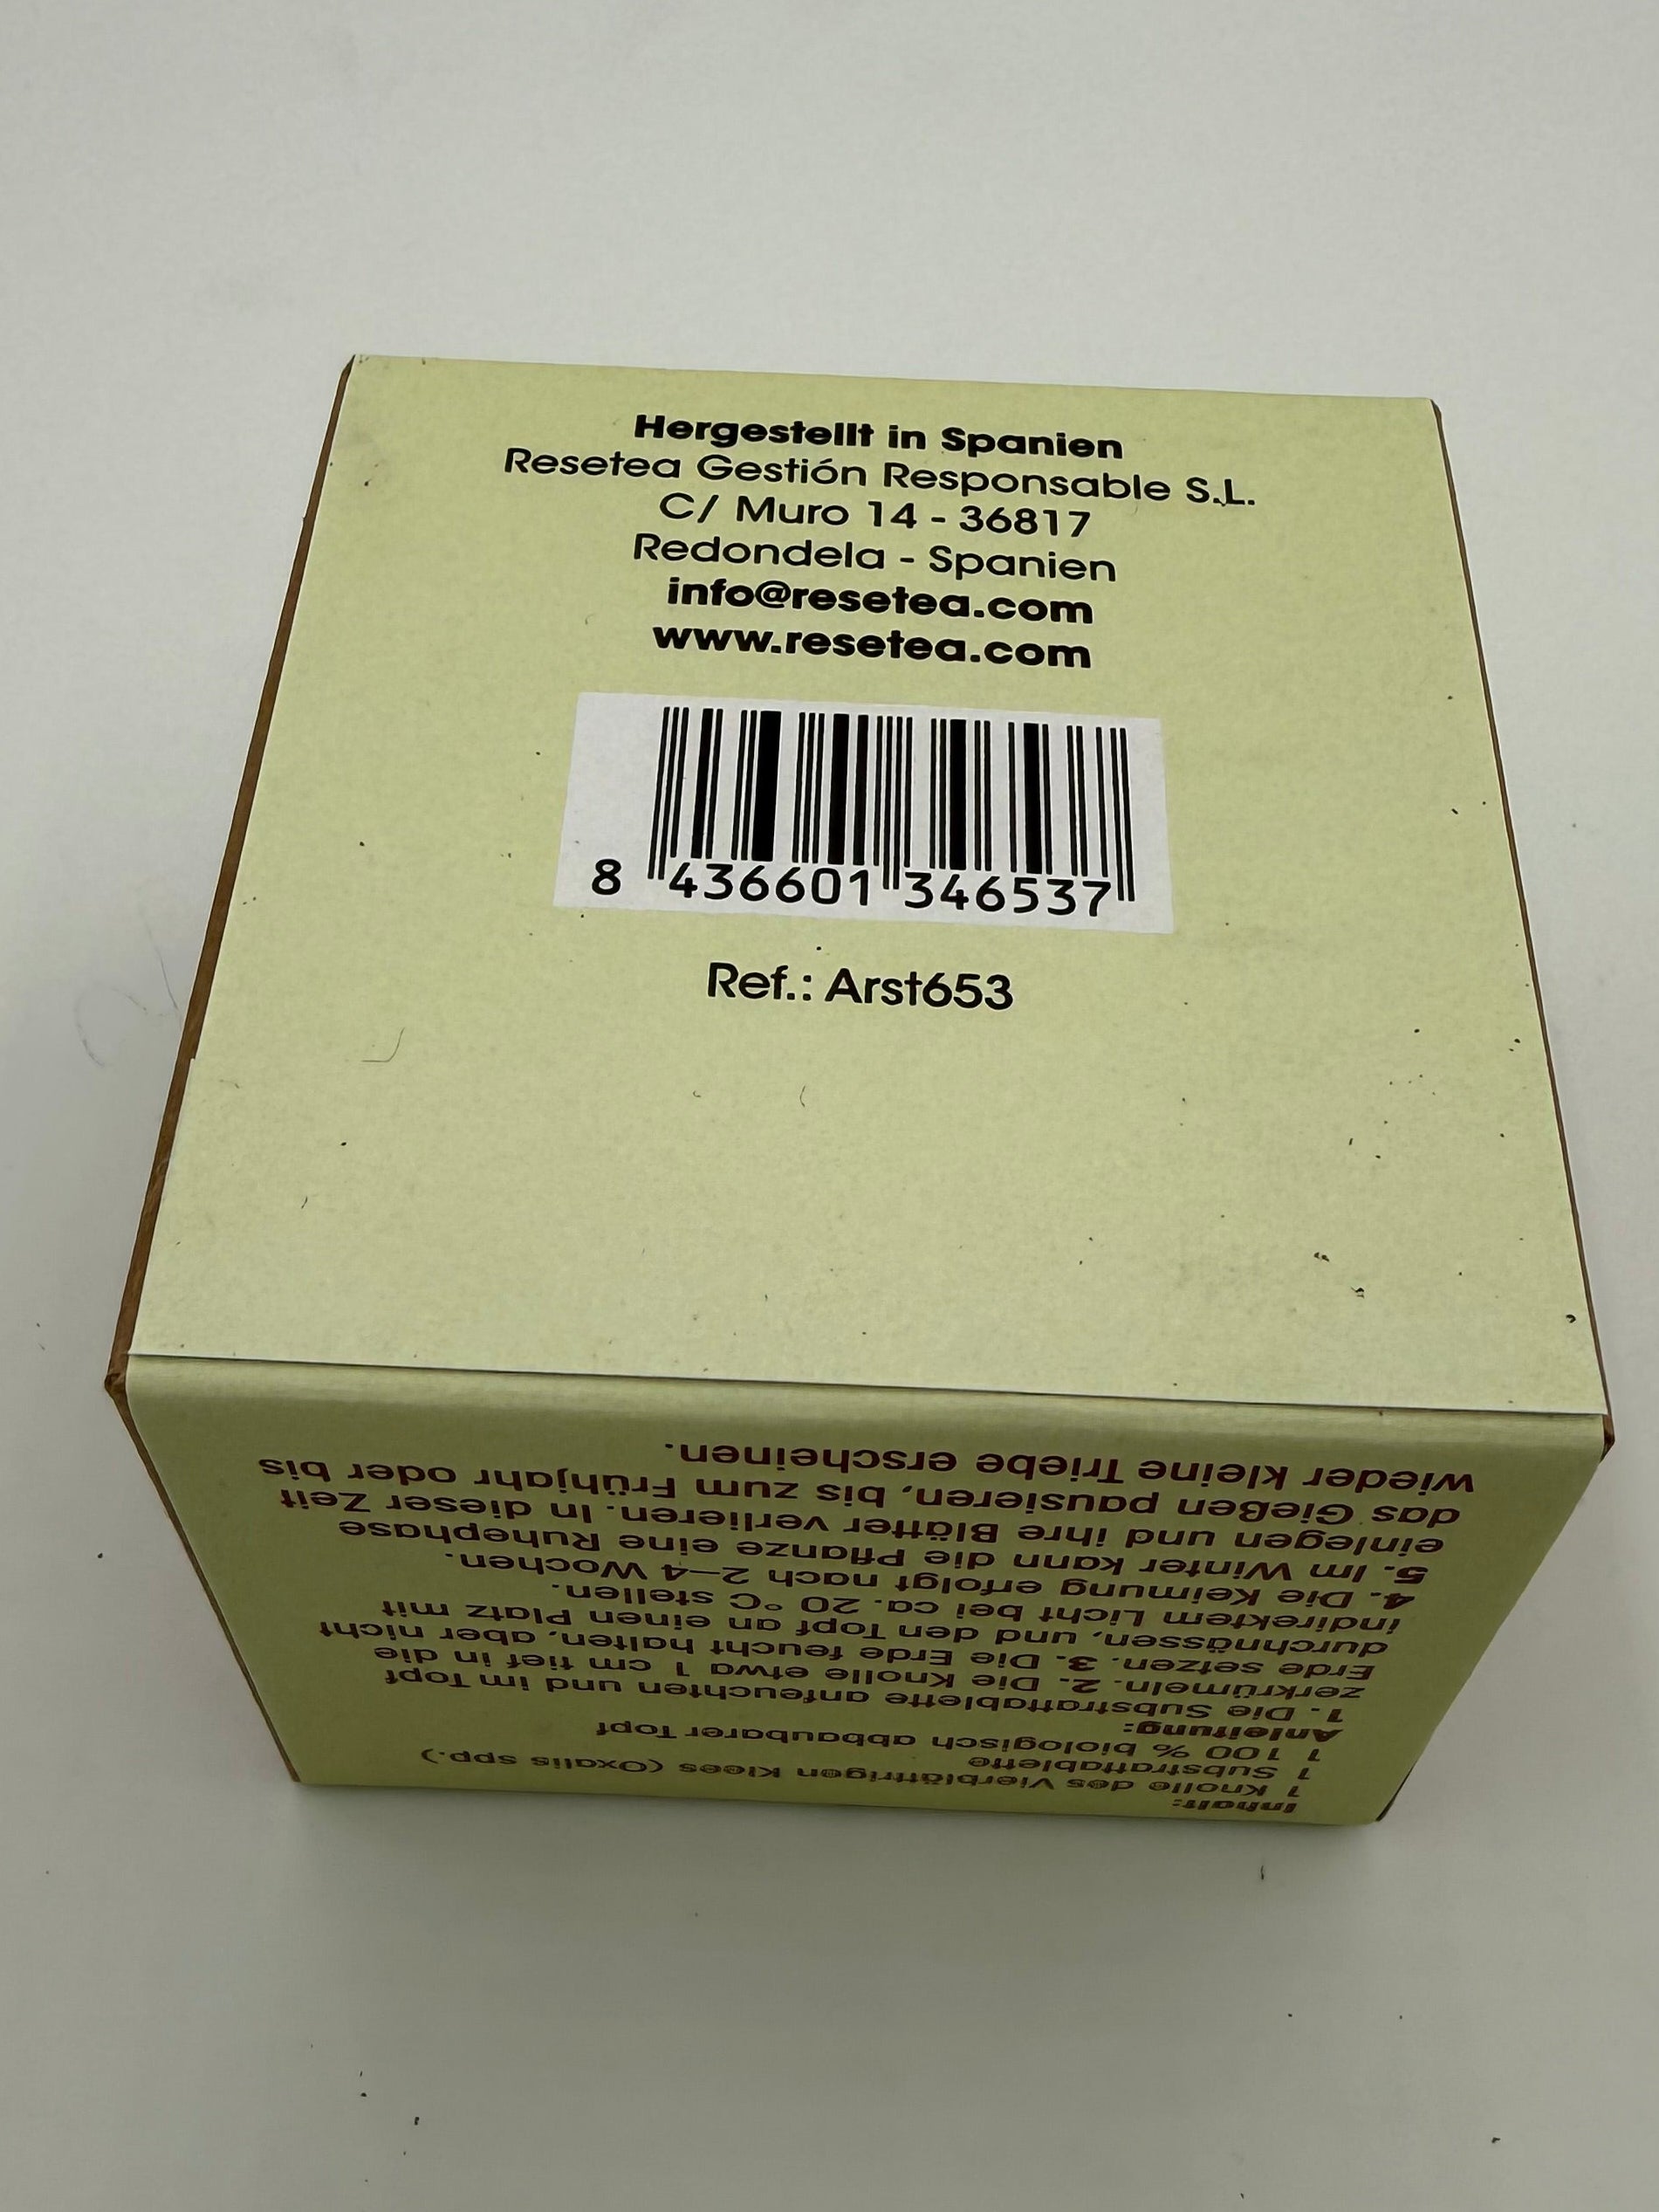 Hergestellt in Spanien
Resetea Gestión Responsable S.L.
C/ Muro 14 - 36817
Redondela - Spanien
info@resetea.com
www.resetea.com
8 436601 346537
Ref.: Arst653
Inhalt:
1 Knolle des Vierblättrigen Klees (Oxalis spp.)
1 Substrattablette
1 100 % biologisch abbaubarer Topf
Anleitung:
1. Die Substrattablette anfeuchten und im Topf
zerkrümeln. 2. Die Knolle etwa 1 cm tief in die
Erde setzen. 3. Die Erde feucht halten, aber nicht
durchnässen, und den Topf an einen Platz mit
indirektem Licht bei ca. 20 °C stellen.
4. Die Keimung erfolgt nach 2–4 Wochen.
5. Im Winter kann die Pflanze eine Ruhephase
einlegen und ihre Blätter verlieren. In dieser Zeit
das Gießen pausieren, bis zum Frühjahr oder bis
wieder kleine Triebe erscheinen.